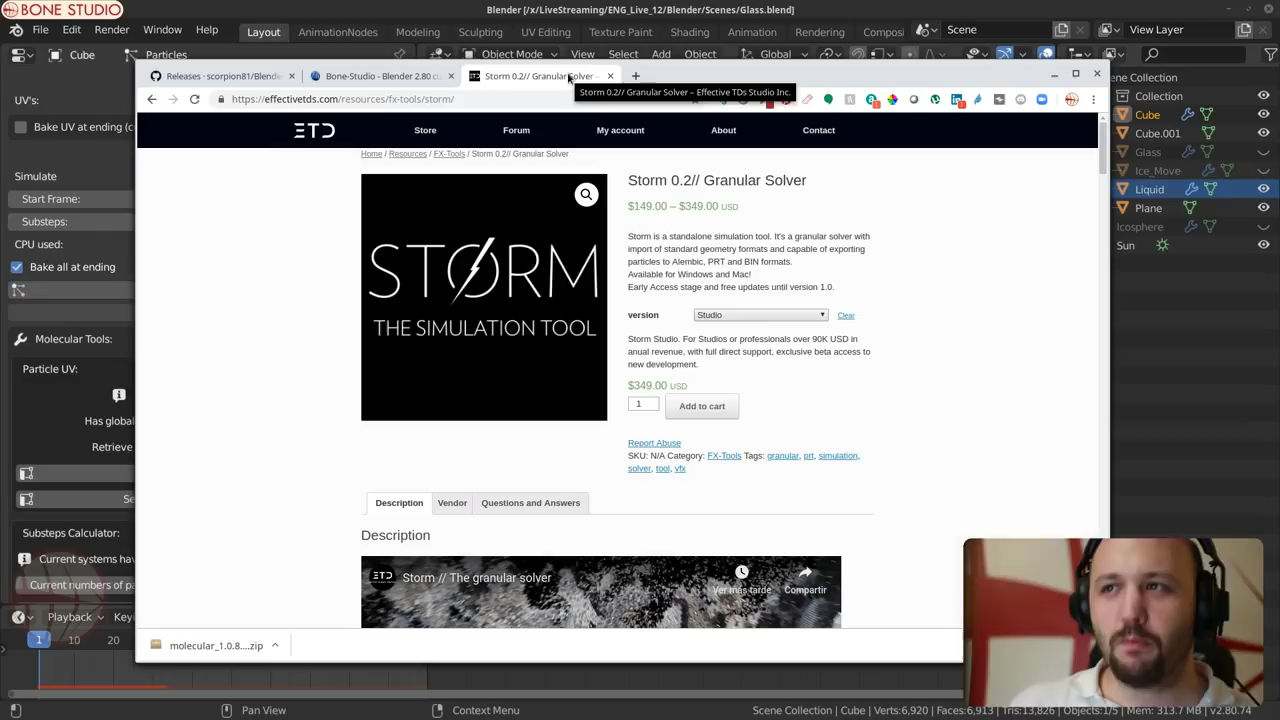 BONE STUDIO
Blender [/x/LiveStreaming/ENG_Live_12/Blender/Scenes/Glass.blend]
File Edit Render Window Help Layout AnimationNodes Modeling Sculpting UV Editing Texture Paint Shading Animation Rendering Scene View Layer
Cube Particles Object Mode View Select Add Object Global
Releases · scorpion81/Blende
Bone-Studio - Blender 2.80 cu
Storm 0.2// Granular Solver -
Storm 0.2// Granular Solver – Effective TDs Studio Inc.
https://effectivetds.com/resources/fx-tools/storm/
ETD Store Forum My account About Contact
Home / Resources / FX-Tools / Storm 0.2// Granular Solver
STORM
THE SIMULATION TOOL
Storm 0.2// Granular Solver
$149.00 – $349.00 USD
Storm is a standalone simulation tool. It's a granular solver with
import of standard geometry formats and capable of exporting
particles to Alembic, PRT and BIN formats.
Available for Windows and Mac!
Early Access stage and free updates until version 1.0.
version Studio Clear
Storm Studio. For Studios or professionals over 90K USD in
anual revenue, with full direct support, exclusive beta access to
new development.
$349.00 USD
1 Add to cart
Report Abuse
SKU: N/A Category: FX-Tools Tags: granular, prt, simulation,
solver, tool, vfx
Description Vendor Questions and Answers
Description
ETD Storm // The granular solver
Ver más tarde Compartir
molecular_1.0.8....zip
UV's:
Bake UV at ending (c
Simulate
Start Frame:
Substeps:
CPU used:
Bake all at ending
Molecular Tools:
Particle UV:
Has global
Retrieve
Se
Substeps Calculator:
Current systems have
Current numbers of pa
Scene Collection
Collection
Cube
Cube.001
Glass
Ice_Move
Liquid
Plane
Icosphere
Sun
Playback Keyi
1 10 20 30
Pan View
Context Menu
Scene Collection | Cube | Verts:6,920 | Faces:6,913 | Tris:13,826 | Objects:1/5 | Mem: 313.7 MB | v2.80.74